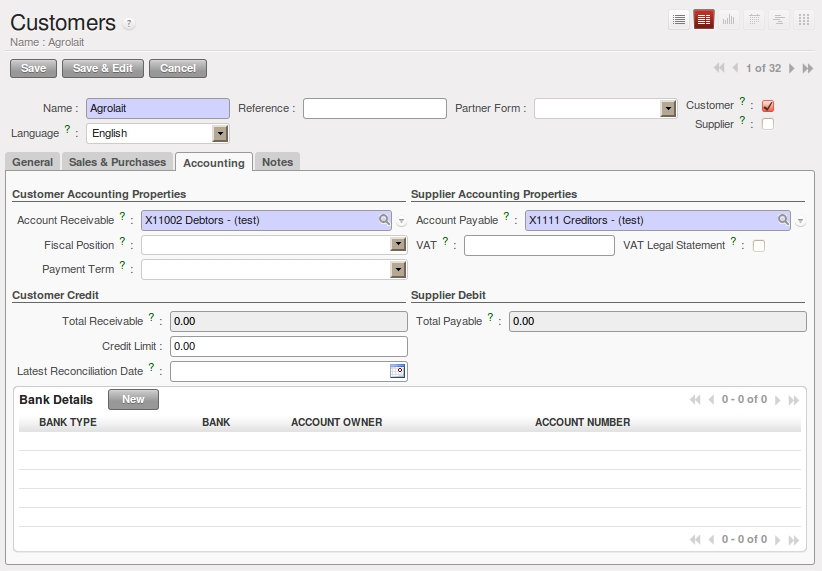 Customers ?
Name : Agrolait
Save Save & Edit Cancel 1 of 32
Name : Agrolait Reference : Partner Form : Customer ? :
Language ? : English Supplier ? :
General Sales & Purchases Accounting Notes
Customer Accounting Properties Supplier Accounting Properties
Account Receivable ? : X11002 Debtors - (test) Account Payable ? : X1111 Creditors - (test)
Fiscal Position ? : VAT ? : VAT Legal Statement ? :
Payment Term ? :
Customer Credit Supplier Debit
Total Receivable ? : 0.00 Total Payable ? : 0.00
Credit Limit : 0.00
Latest Reconciliation Date ? :
Bank Details New 0 - 0 of 0
BANK TYPE BANK ACCOUNT OWNER ACCOUNT NUMBER
0 - 0 of 0